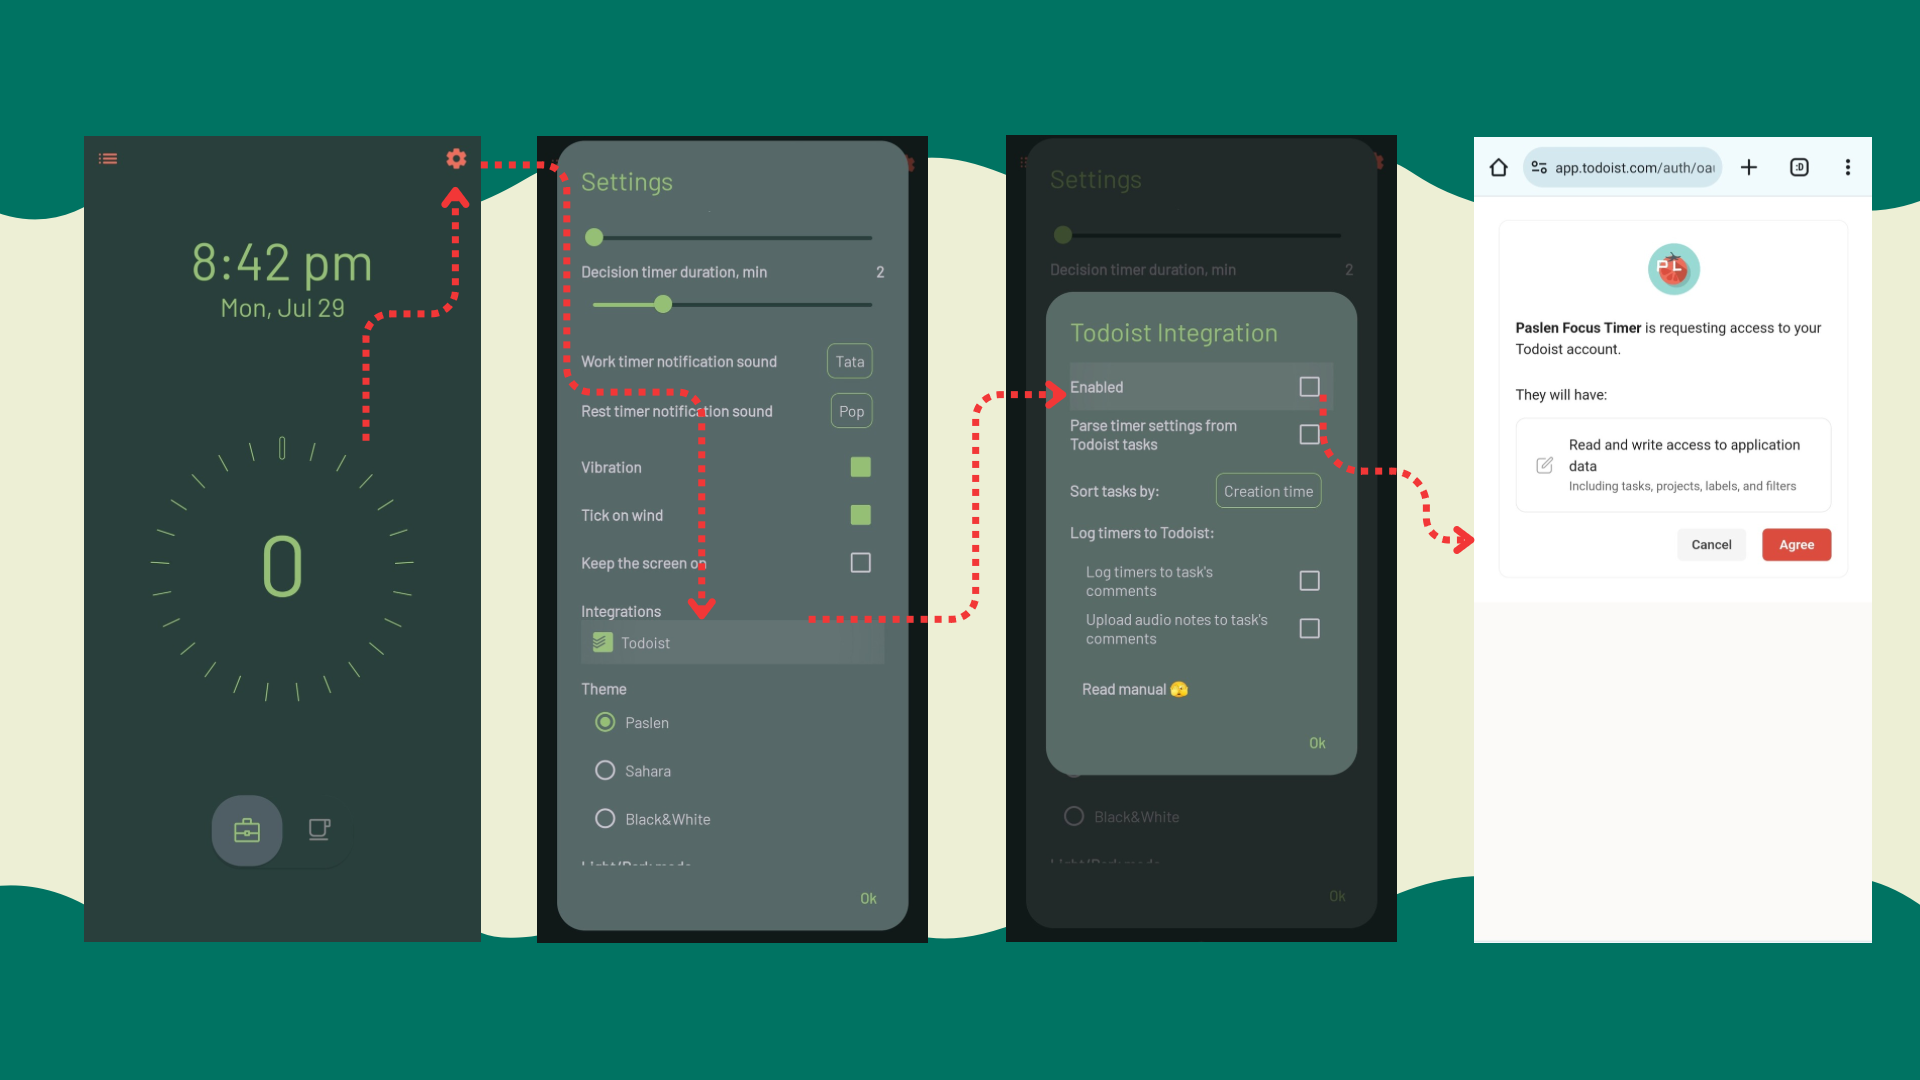 8:42 pm
Mon, Jul 29
0
Settings
Decision timer duration, min 2
Work timer notification sound Tata
Rest timer notification sound Pop
Vibration
Tick on wind
Keep the screen on
Integrations
Todoist
Theme
Paslen
Sahara
Black&White
Light/Dark mode
Ok
Settings
Decision timer duration, min 2
Todoist Integration
Enabled
Parse timer settings from
Todoist tasks
Sort tasks by: Creation time
Log timers to Todoist:
Log timers to task's
comments
Upload audio notes to task's
comments
Read manual 🫣
Ok
Black&White
Light/Dark mode
Ok
app.todoist.com/auth/oa
:D
PL
Paslen Focus Timer is requesting access to your
Todoist account.
They will have:
Read and write access to application
data
Including tasks, projects, labels, and filters
Cancel Agree